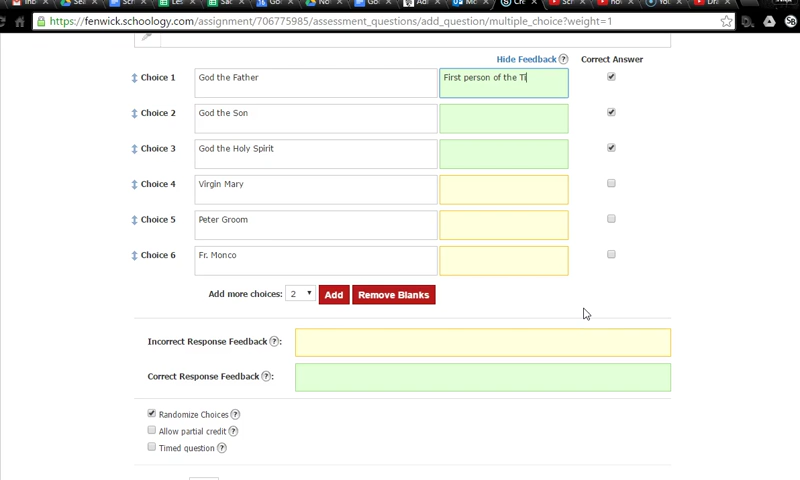 https://fenwick.schoology.com/assignment/706775985/assessment_questions/add_question/multiple_choice?weight=1
Hide Feedback ? Correct Answer
Choice 1 God the Father First person of the Ti
Choice 2 God the Son
Choice 3 God the Holy Spirit
Choice 4 Virgin Mary
Choice 5 Peter Groom
Choice 6 Fr. Monco
Add more choices: 2 Add Remove Blanks
Incorrect Response Feedback ? :
Correct Response Feedback ? :
Randomize Choices ?
Allow partial credit ?
Timed question ?